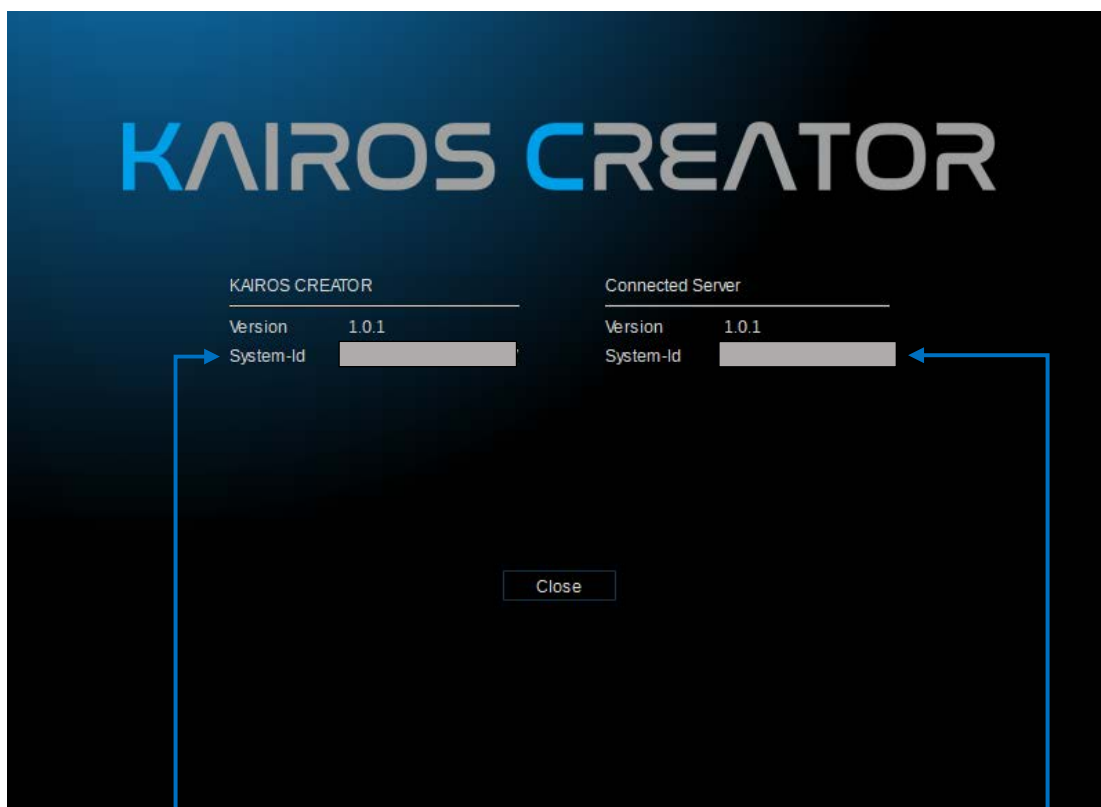 KAIROS CREATOR
KAIROS CREATOR
Version 1.0.1
System-Id
Connected Server
Version 1.0.1
System-Id
Close